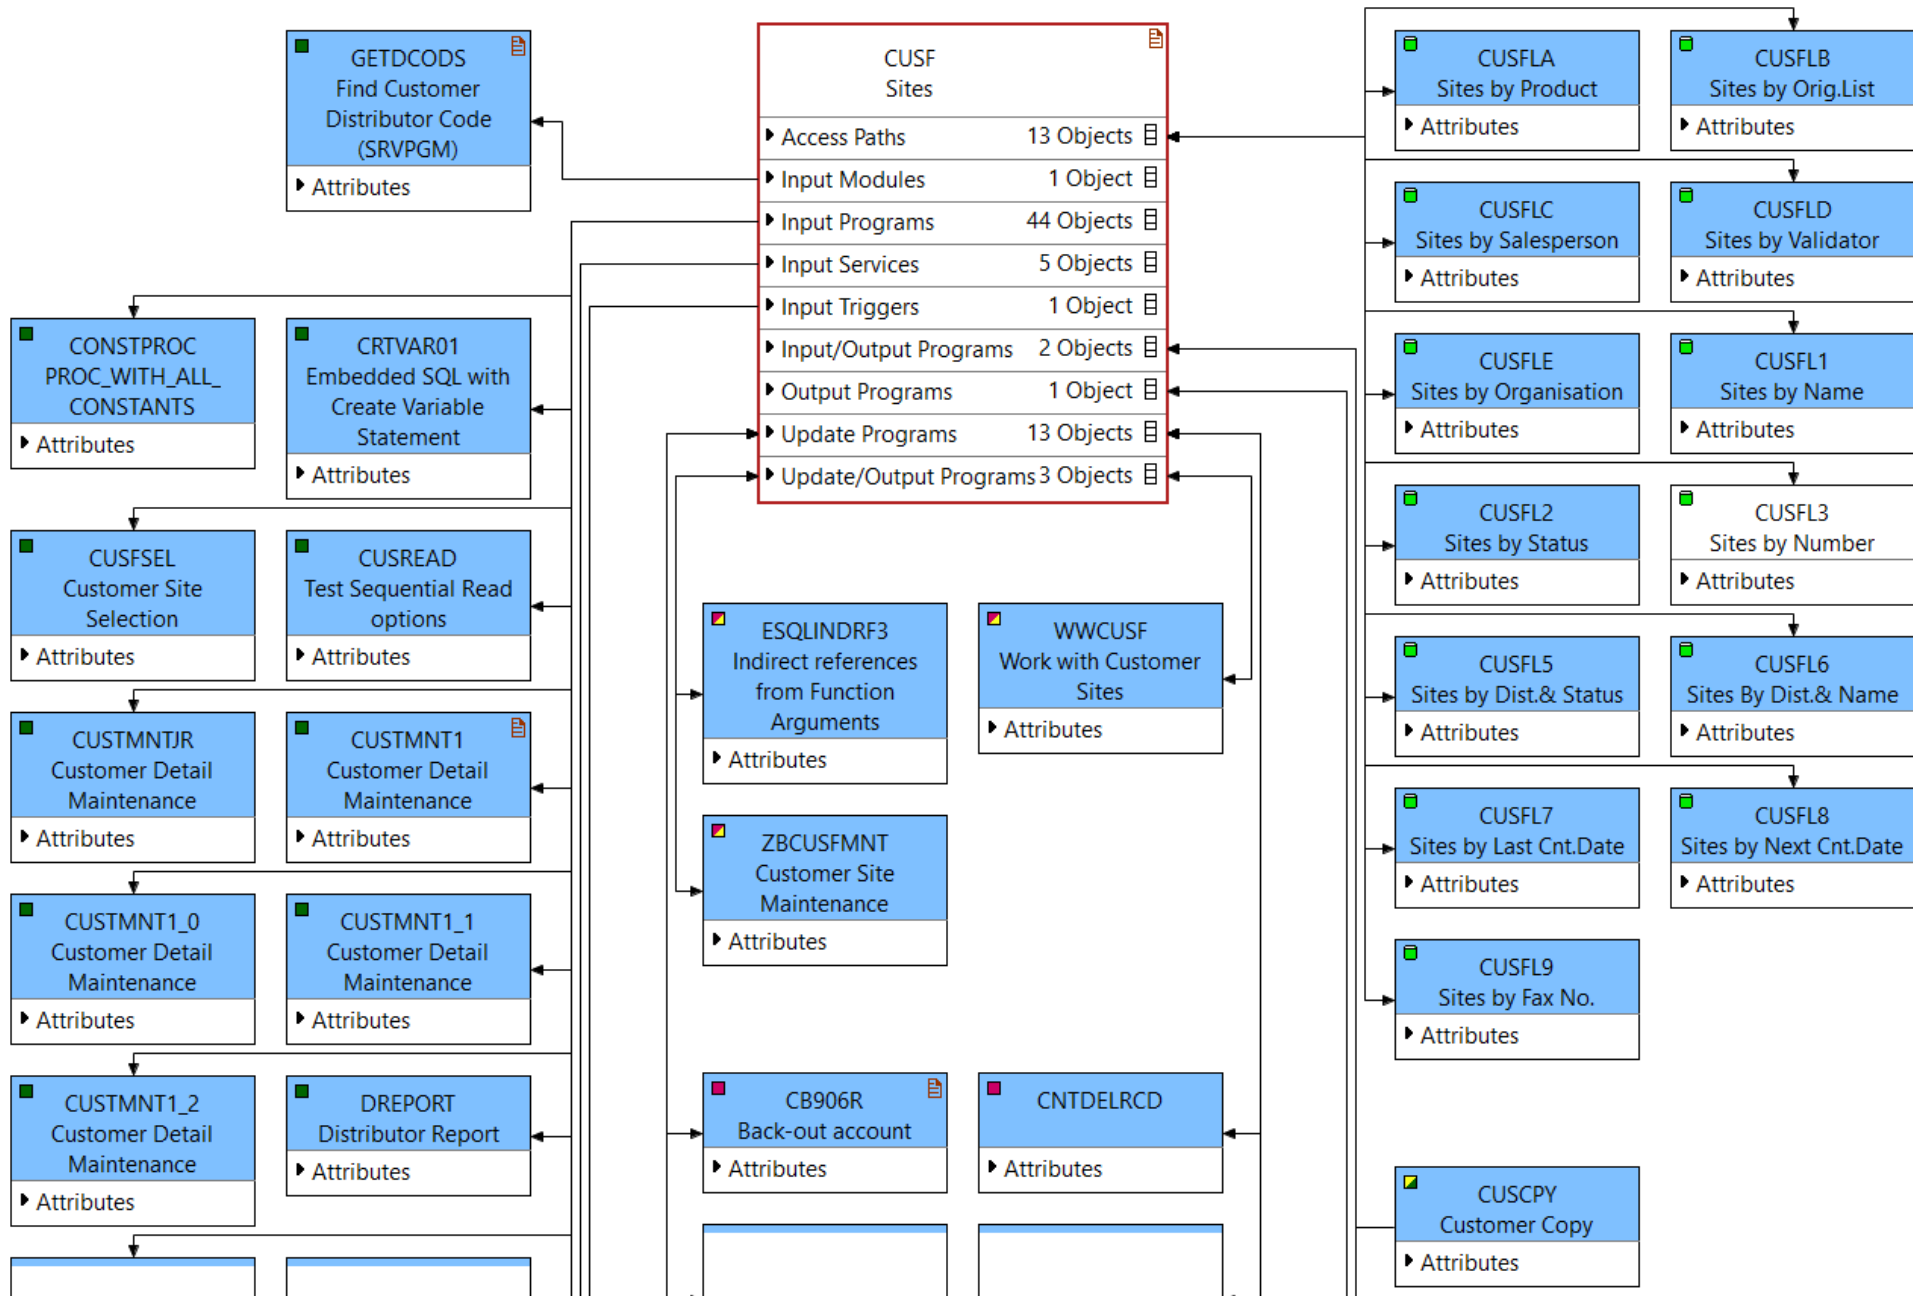 GETDCODS
Find Customer
Distributor Code
(SRVPGM)
Attributes
CUSF
Sites
Access Paths 13 Objects
Input Modules 1 Object
Input Programs 44 Objects
Input Services 5 Objects
Input Triggers 1 Object
Input/Output Programs 2 Objects
Output Programs 1 Object
Update Programs 13 Objects
Update/Output Programs 3 Objects
CUSFLA
Sites by Product
Attributes
CUSFLB
Sites by Orig.List
Attributes
CUSFLC
Sites by Salesperson
Attributes
CUSFLD
Sites by Validator
Attributes
CUSFLE
Sites by Organisation
Attributes
CUSFL1
Sites by Name
Attributes
CUSFL2
Sites by Status
Attributes
CUSFL3
Sites by Number
Attributes
CUSFL5
Sites by Dist.& Status
Attributes
CUSFL6
Sites By Dist.& Name
Attributes
CUSFL7
Sites by Last Cnt.Date
Attributes
CUSFL8
Sites by Next Cnt.Date
Attributes
CUSFL9
Sites by Fax No.
Attributes
CUSCPY
Customer Copy
Attributes
CONSTPROC
PROC_WITH_ALL_
CONSTANTS
Attributes
CRTVAR01
Embedded SQL with
Create Variable
Statement
Attributes
CUSFSEL
Customer Site
Selection
Attributes
CUSREAD
Test Sequential Read
options
Attributes
CUSTMNTJR
Customer Detail
Maintenance
Attributes
CUSTMNT1
Customer Detail
Maintenance
Attributes
CUSTMNT1_0
Customer Detail
Maintenance
Attributes
CUSTMNT1_1
Customer Detail
Maintenance
Attributes
CUSTMNT1_2
Customer Detail
Maintenance
Attributes
DREPORT
Distributor Report
Attributes
ESQLINDRF3
Indirect references
from Function
Arguments
Attributes
WWCUSF
Work with Customer
Sites
Attributes
ZBCUSFMNT
Customer Site
Maintenance
Attributes
CB906R
Back-out account
Attributes
CNTDELRCD
Attributes